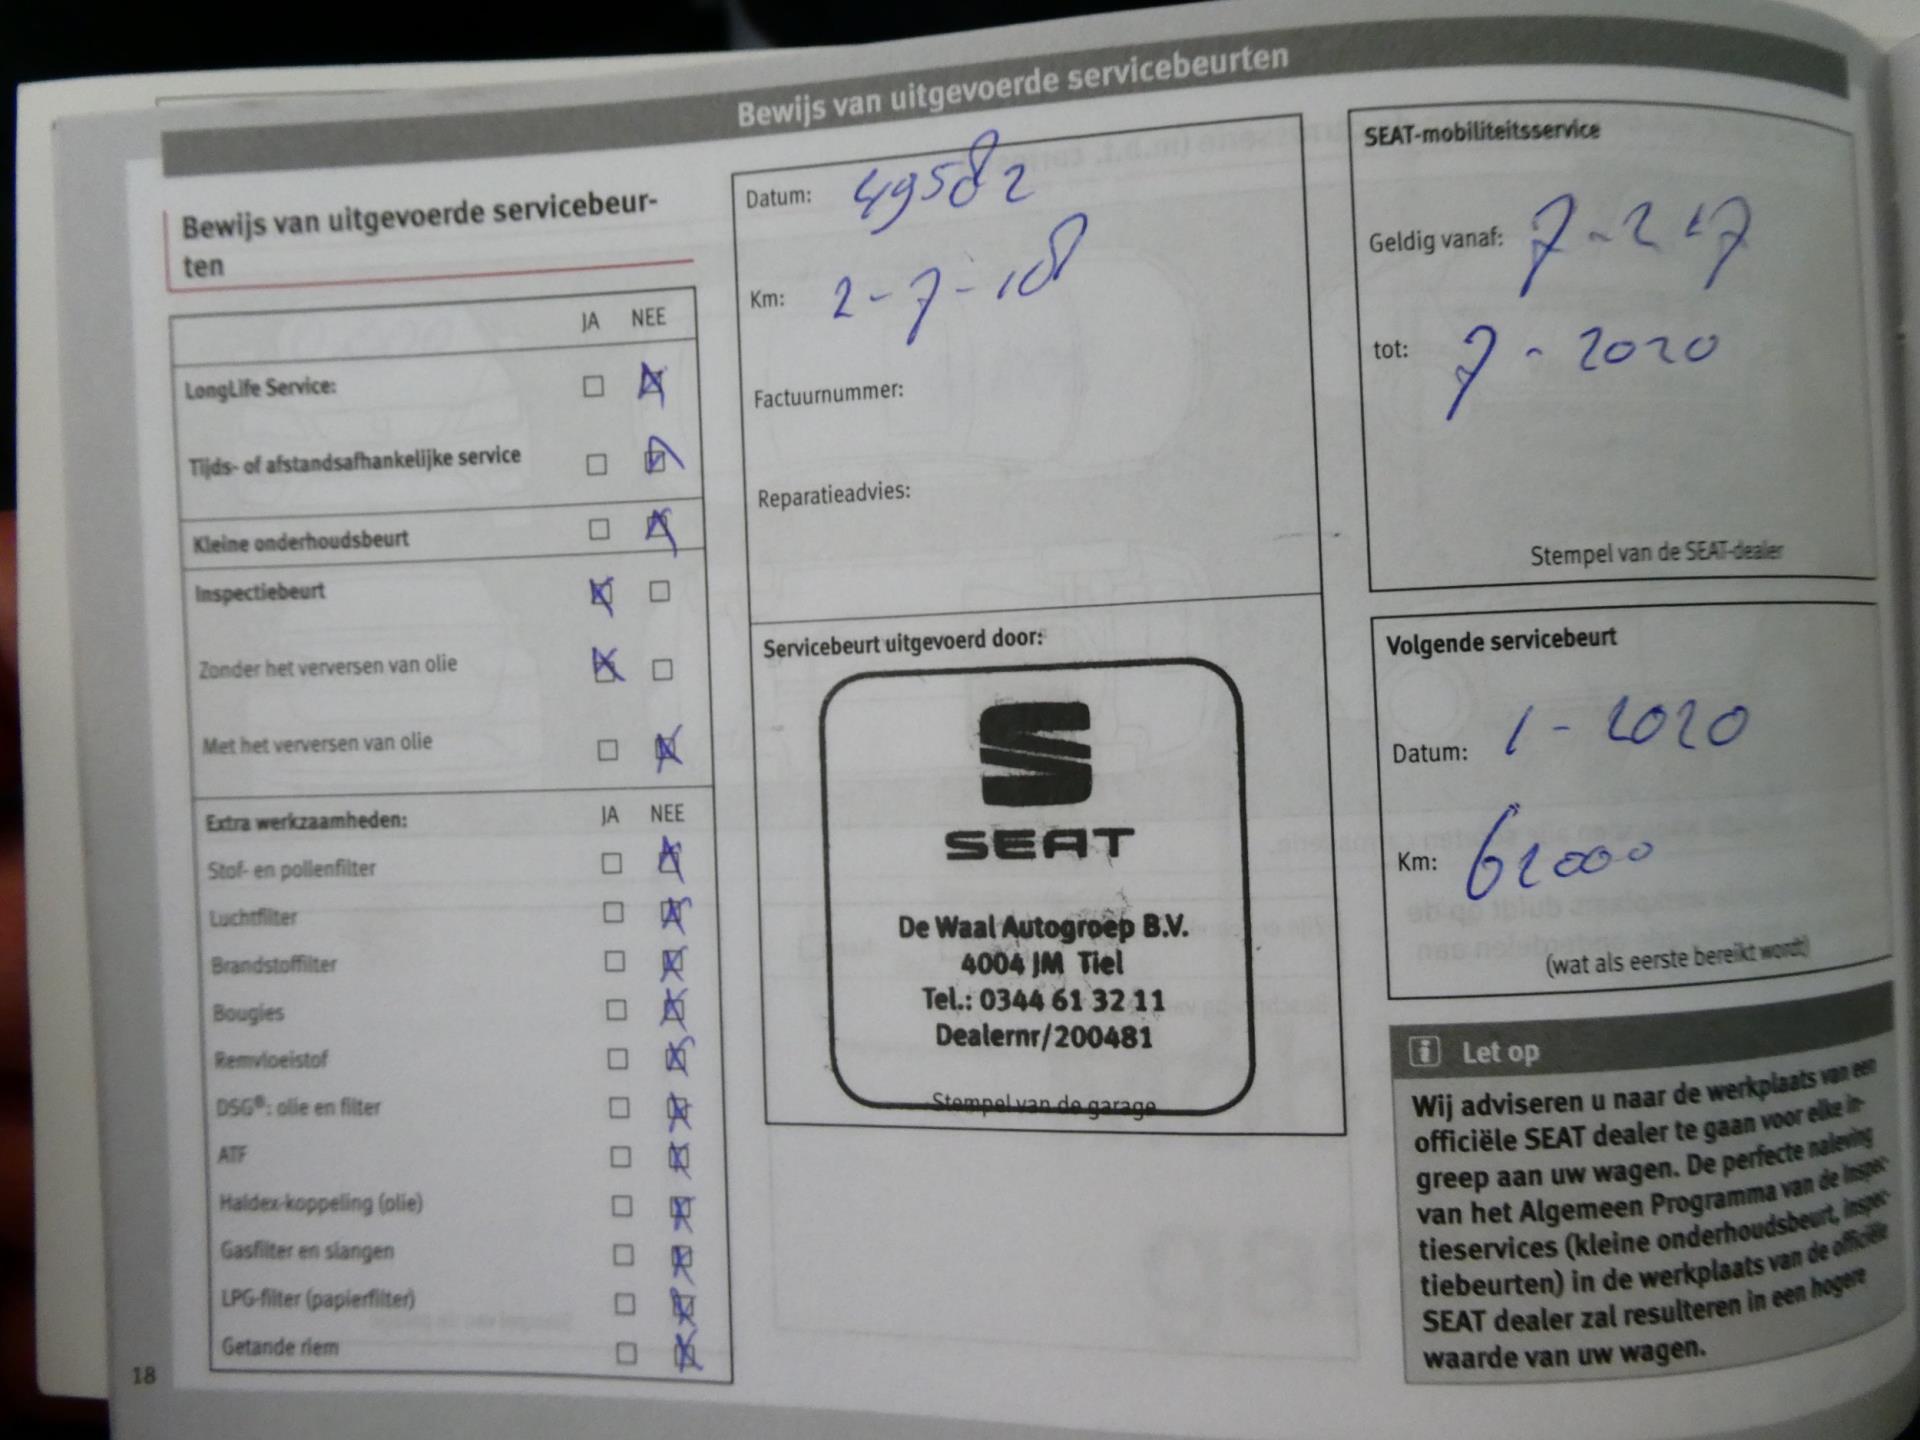 Bewijs van uitgevoerde servicebeurten
Bewijs van uitgevoerde servicebeur-
ten
JA NEE
LongLife Service:
Tijds- of afstandsafhankelijke service
Kleine onderhoudsbeurt
Inspectiebeurt
Zonder het verversen van olie
Met het verversen van olie
Extra werkzaamheden: JA NEE
Stof- en pollenfilter
Luchtfilter
Brandstoffilter
Bougies
Remvloeistof
DSG®: olie en filter
ATF
Haldex-koppeling (olie)
Gasfilter en slangen
LPG-filter (papierfilter)
Getande riem
18
Datum: 49582
Km: 2-7-18
Factuurnummer:
Reparatieadvies:
Servicebeurt uitgevoerd door:
SEAT
De Waal Autogroep B.V.
4004 JM Tiel
Tel.: 0344 61 32 11
Dealernr/200481
Stempel van de garage
SEAT-mobiliteitsservice
Geldig vanaf:
tot: 7-2020
Stempel van de SEAT-dealer
Volgende servicebeurt
Datum: 1-2020
Km:
(wat als eerste bereikt wordt)
i Let op
Wij adviseren u naar de werkplaats van een
officiële SEAT dealer te gaan voor elke in-
greep aan uw wagen. De perfecte naleving
van het Algemeen Programma van de Inspec-
tieservices (kleine onderhoudsbeurt, inspec-
tiebeurten) in de werkplaats van de officiële
SEAT dealer zal resulteren in een hogere
waarde van uw wagen.